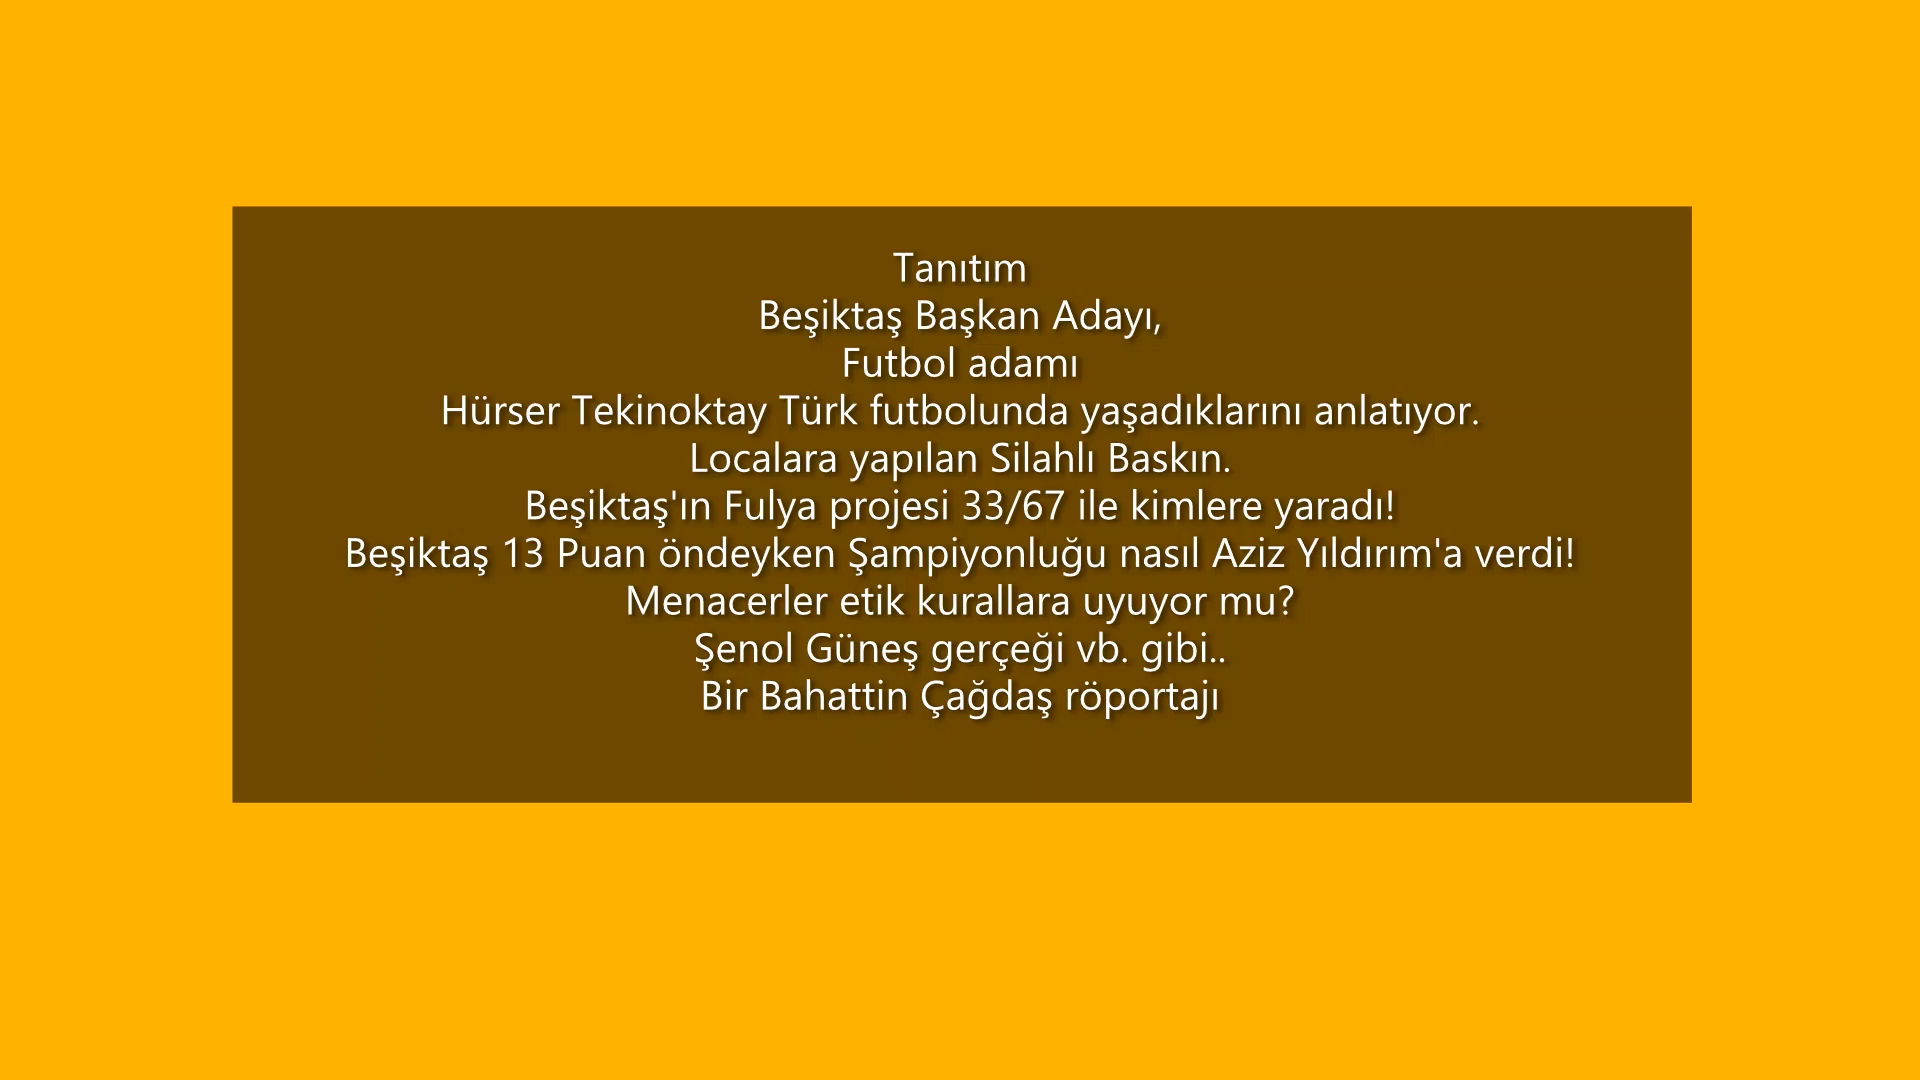 Tanıtım
Beşiktaş Başkan Adayı,
Futbol adamı
Hürser Tekinoktay Türk futbolunda yaşadıklarını anlatıyor.
Localara yapılan Silahlı Baskın.
Beşiktaş'ın Fulya projesi 33/67 ile kimlere yaradı!
Beşiktaş 13 Puan öndeyken Şampiyonluğu nasıl Aziz Yıldırım'a verdi!
Menacerler etik kurallara uyuyor mu?
Şenol Güneş gerçeği vb. gibi..
Bir Bahattin Çağdaş röportajı